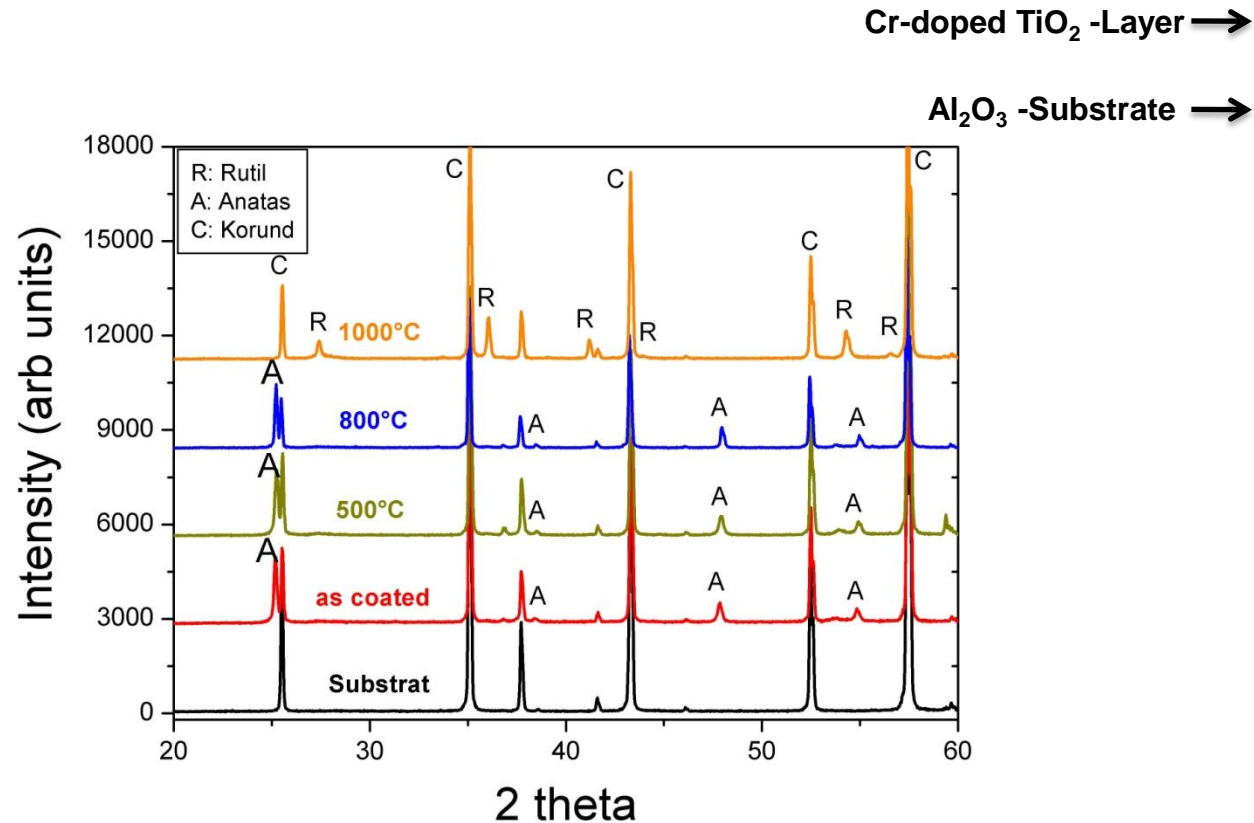 Cr-doped TiO₂ -Layer
Al₂O₃ -Substrate
18000
15000
12000
9000
6000
3000
0
Intensity (arb units)
R: Rutil
A: Anatas
C: Korund
C
C
C
C
C
R
R
R
R
R
R
1000°C
A
800°C
A
A
A
A
500°C
A
A
A
A
as coated
A
A
A
Substrat
20
30
40
50
60
2 theta